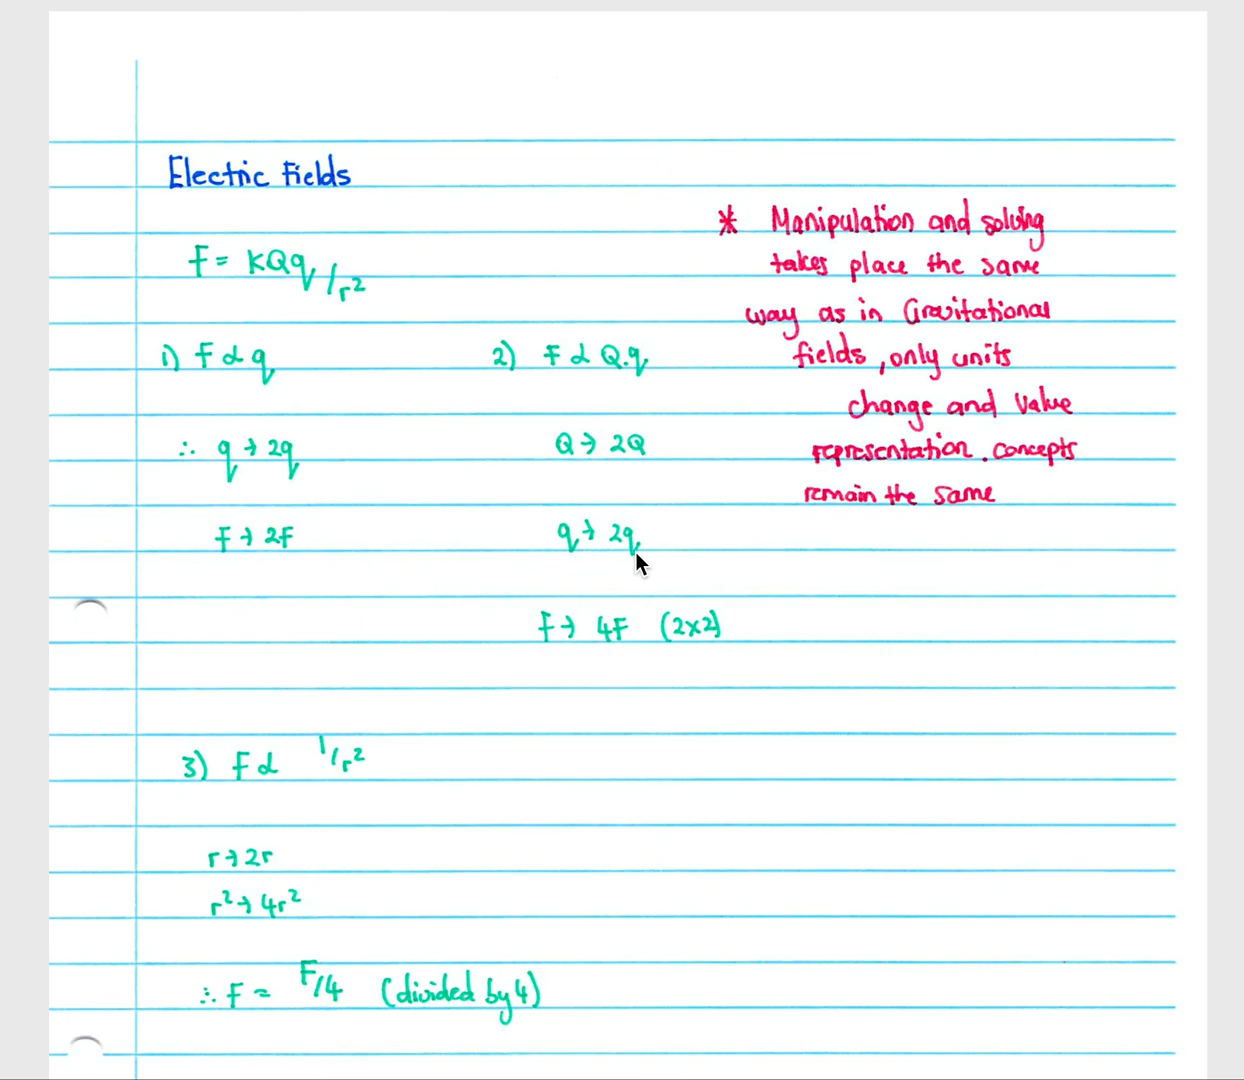 Electric Fields
F = KQq/r²
1) F α q
∴ q → 2q
F → 2F
2) F α Q.q
Q → 2Q
q → 2q
F → 4F (2×2)
* Manipulation and solving
takes place the same
way as in Gravitational
fields, only units
change and value
representation. concepts
remain the same
3) F α 1/r²
r → 2r
r² → 4r²
∴ F = F/4 (divided by 4)